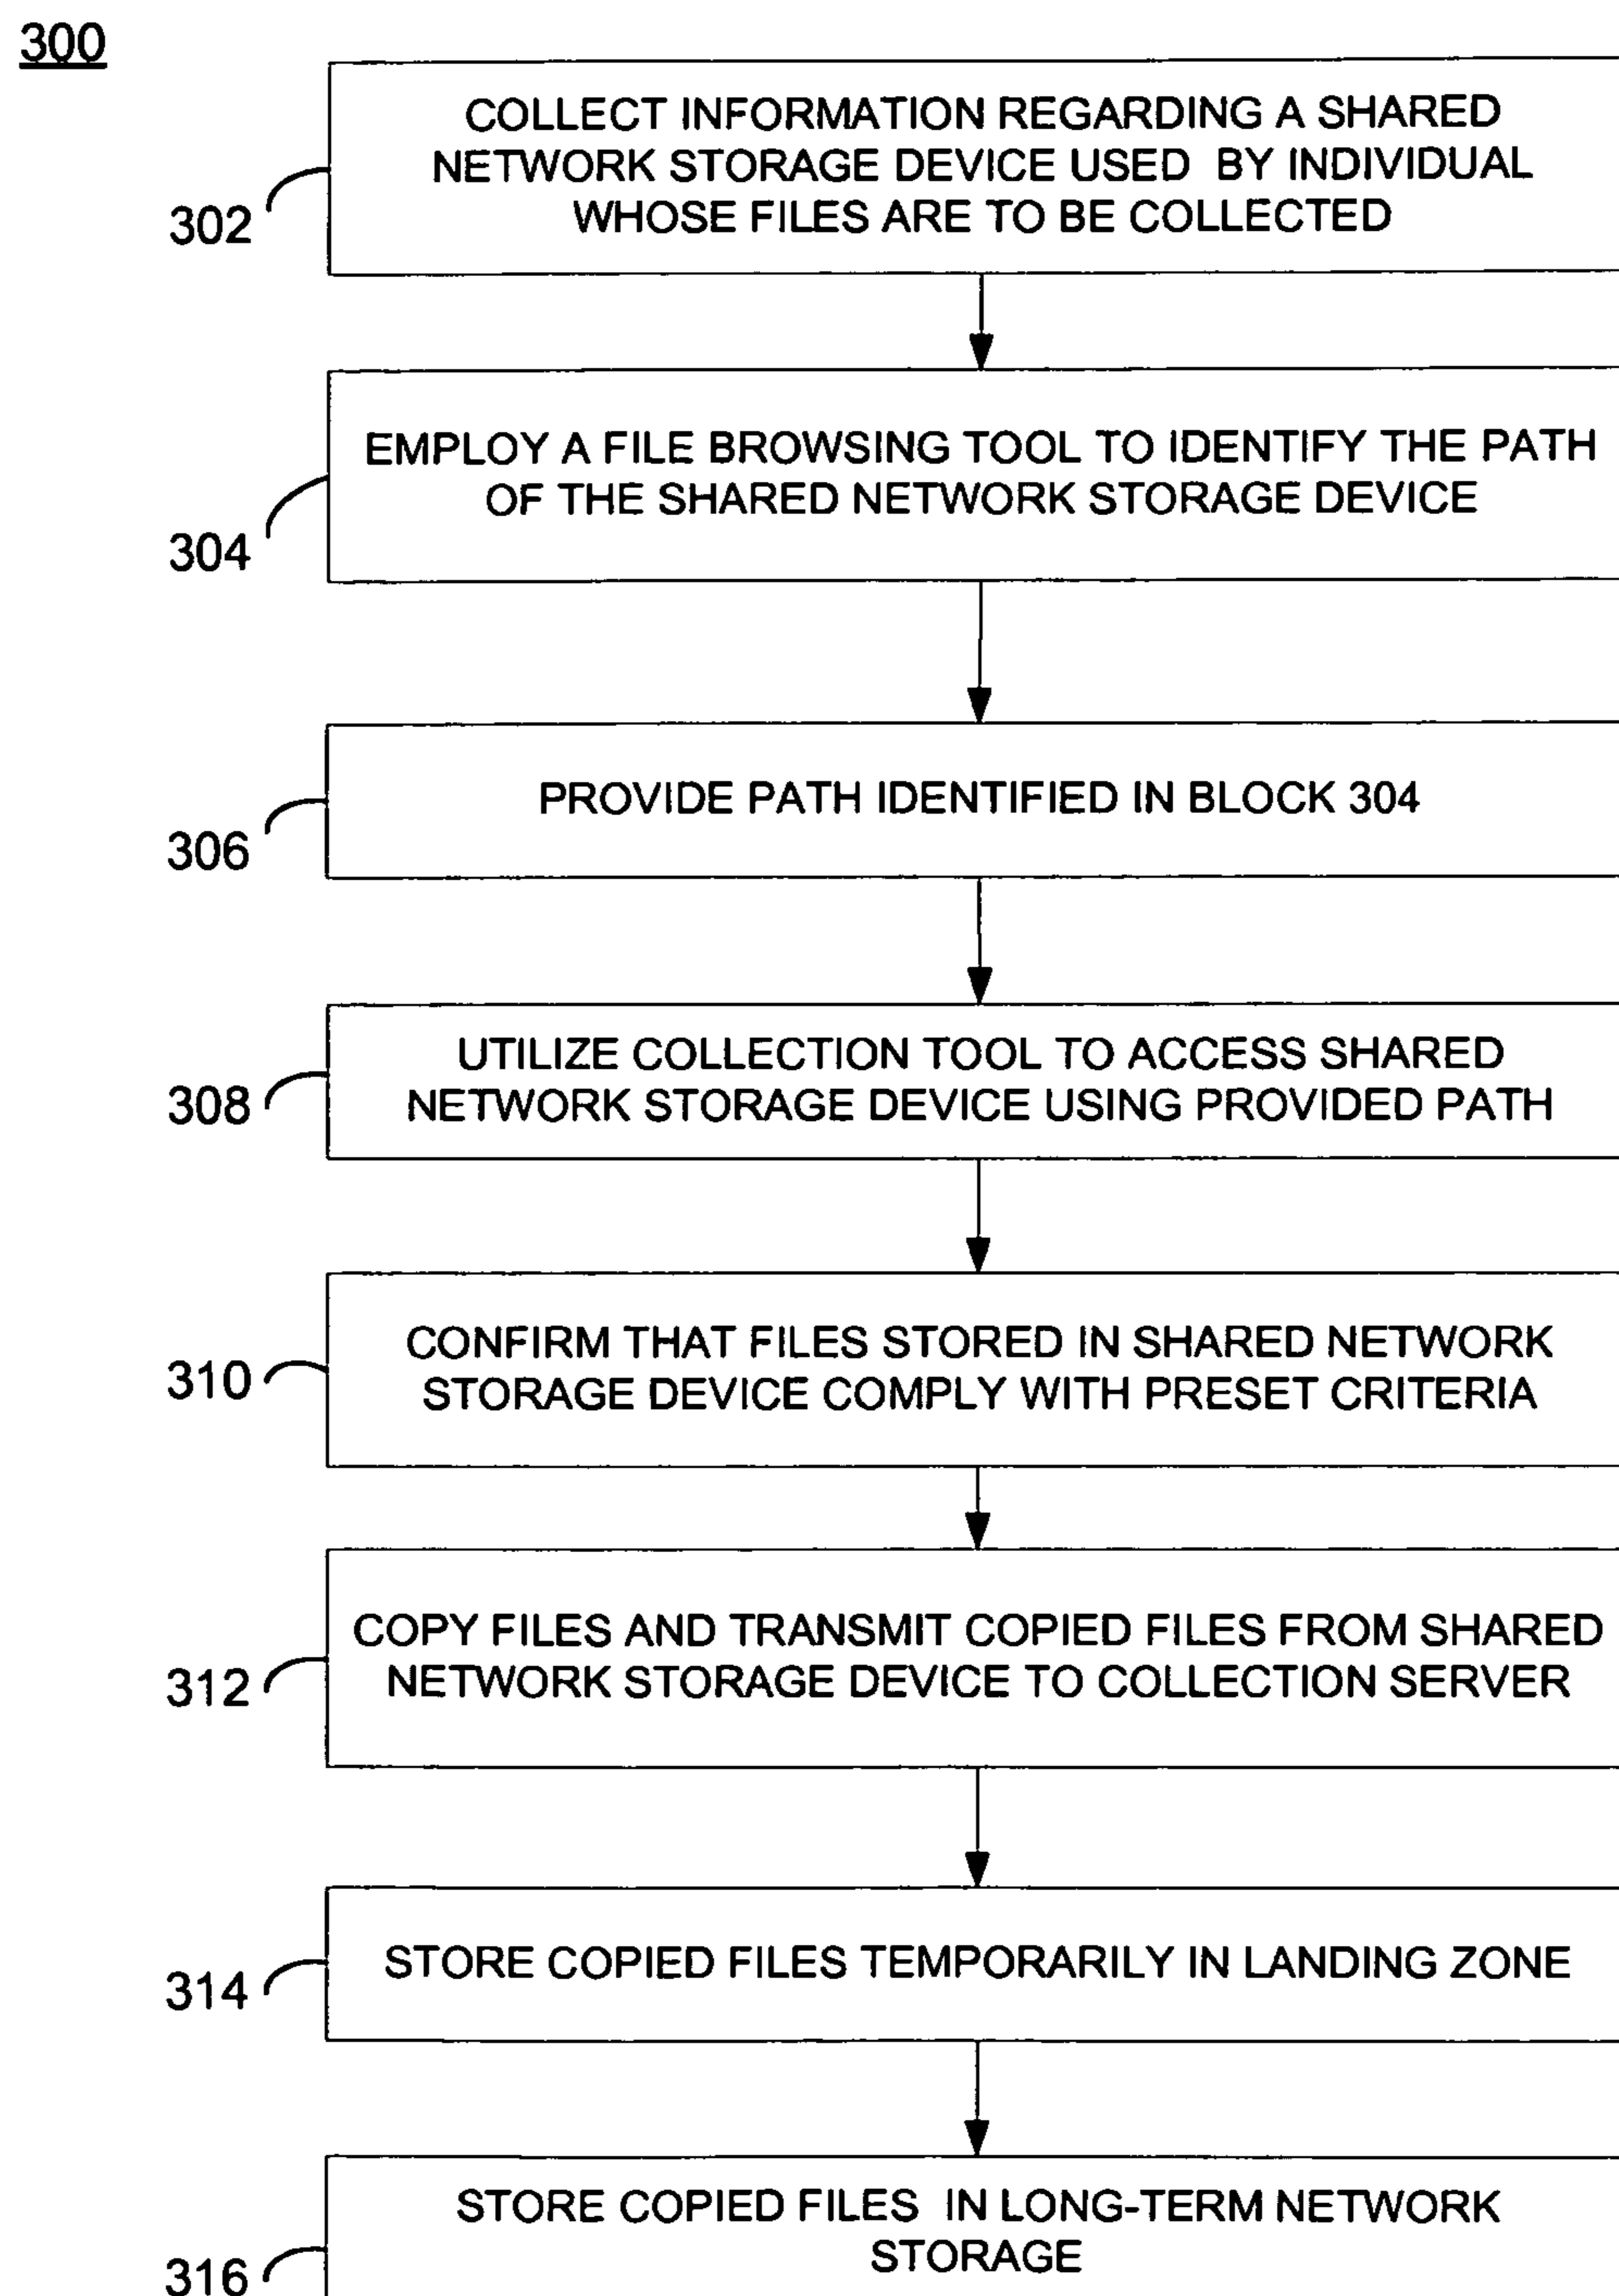 300
COLLECT INFORMATION REGARDING A SHARED
NETWORK STORAGE DEVICE USED BY INDIVIDUAL
WHOSE FILES ARE TO BE COLLECTED
302
EMPLOY A FILE BROWSING TOOL TO IDENTIFY THE PATH
OF THE SHARED NETWORK STORAGE DEVICE
304
PROVIDE PATH IDENTIFIED IN BLOCK 304
306
UTILIZE COLLECTION TOOL TO ACCESS SHARED
NETWORK STORAGE DEVICE USING PROVIDED PATH
308
CONFIRM THAT FILES STORED IN SHARED NETWORK
STORAGE DEVICE COMPLY WITH PRESET CRITERIA
310
COPY FILES AND TRANSMIT COPIED FILES FROM SHARED
NETWORK STORAGE DEVICE TO COLLECTION SERVER
312
STORE COPIED FILES TEMPORARILY IN LANDING ZONE
314
STORE COPIED FILES IN LONG-TERM NETWORK
STORAGE
316